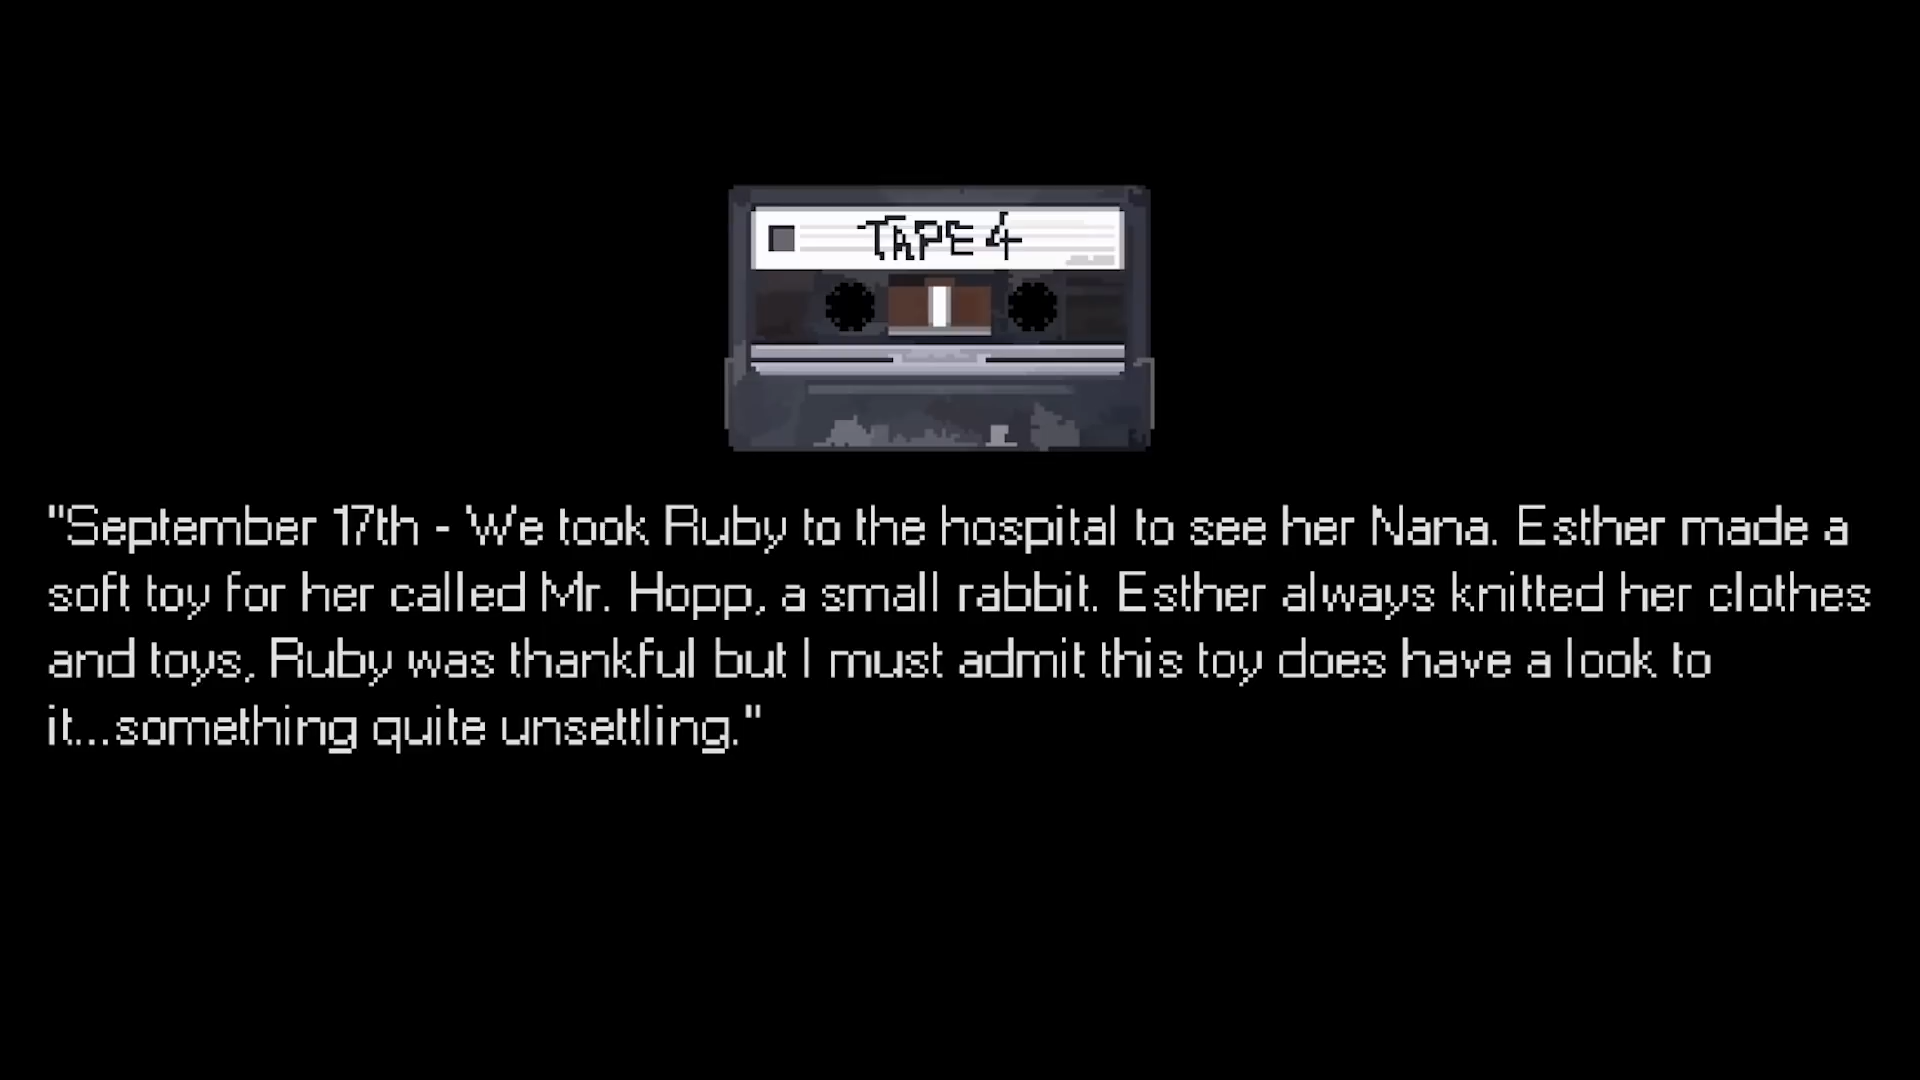 TAPE 4
"September 17th - We took Ruby to the hospital to see her Nana. Esther made a
soft toy for her called Mr. Hopp, a small rabbit. Esther always knitted her clothes
and toys, Ruby was thankful but I must admit this toy does have a look to
it...something quite unsettling."